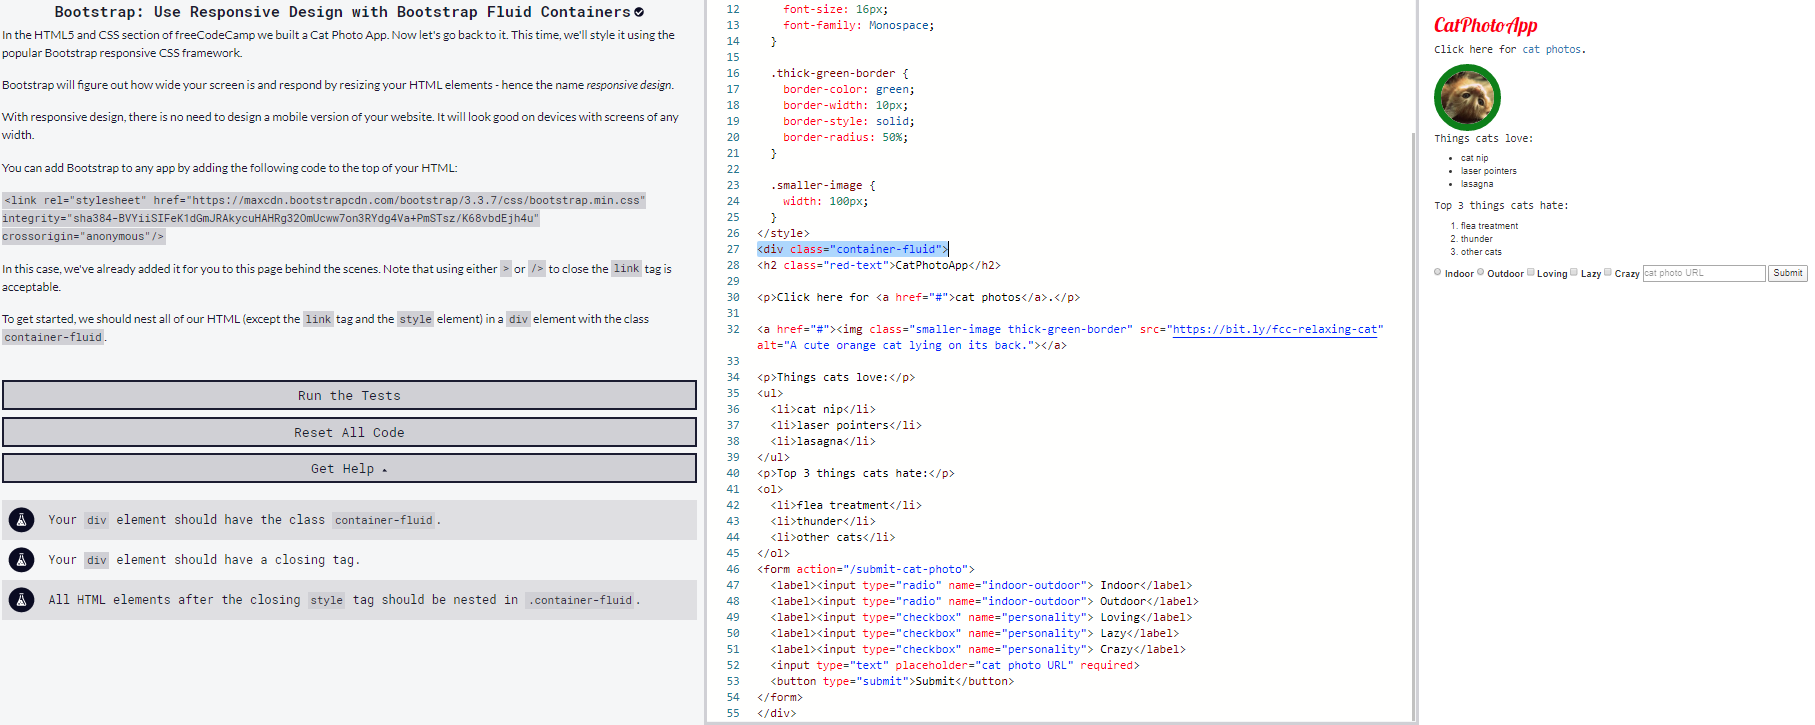 Bootstrap: Use Responsive Design with Bootstrap Fluid Containers
In the HTML5 and CSS section of freeCodeCamp we built a Cat Photo App. Now let's go back to it. This time, we'll style it using the
popular Bootstrap responsive CSS framework.
Bootstrap will figure out how wide your screen is and respond by resizing your HTML elements - hence the name responsive design.
With responsive design, there is no need to design a mobile version of your website. It will look good on devices with screens of any
width.
You can add Bootstrap to any app by adding the following code to the top of your HTML:
<link rel="stylesheet" href="https://maxcdn.bootstrapcdn.com/bootstrap/3.3.7/css/bootstrap.min.css"
integrity="sha384-BVYiiSIFeK1dGmJRAkycuHAHRg32OmUcww7on3RYdg4Va+PmSTsz/K68vbdEjh4u"
crossorigin="anonymous"/>
In this case, we've already added it for you to this page behind the scenes. Note that using either > or /> to close the link tag is
acceptable.
To get started, we should nest all of our HTML (except the link tag and the style element) in a div element with the class
container-fluid.
Run the Tests
Reset All Code
Get Help
Your div element should have the class container-fluid.
Your div element should have a closing tag.
All HTML elements after the closing style tag should be nested in .container-fluid.
12 font-size: 16px;
13 font-family: Monospace;
14 }
15
16 .thick-green-border {
17 border-color: green;
18 border-width: 10px;
19 border-style: solid;
20 border-radius: 50%;
21 }
22
23 .smaller-image {
24 width: 100px;
25 }
26 </style>
27 <div class="container-fluid">
28 <h2 class="red-text">CatPhotoApp</h2>
29
30 <p>Click here for <a href="#">cat photos</a>.</p>
31
32 <a href="#"><img class="smaller-image thick-green-border" src="https://bit.ly/fcc-relaxing-cat"
alt="A cute orange cat lying on its back."></a>
33
34 <p>Things cats love:</p>
35 <ul>
36 <li>cat nip</li>
37 <li>laser pointers</li>
38 <li>lasagna</li>
39 </ul>
40 <p>Top 3 things cats hate:</p>
41 <ol>
42 <li>flea treatment</li>
43 <li>thunder</li>
44 <li>other cats</li>
45 </ol>
46 <form action="/submit-cat-photo">
47 <label><input type="radio" name="indoor-outdoor"> Indoor</label>
48 <label><input type="radio" name="indoor-outdoor"> Outdoor</label>
49 <label><input type="checkbox" name="personality"> Loving</label>
50 <label><input type="checkbox" name="personality"> Lazy</label>
51 <label><input type="checkbox" name="personality"> Crazy</label>
52 <input type="text" placeholder="cat photo URL" required>
53 <button type="submit">Submit</button>
54 </form>
55 </div>
CatPhotoApp
Click here for cat photos.
Things cats love:
cat nip
laser pointers
lasagna
Top 3 things cats hate:
1. flea treatment
2. thunder
3. other cats
Indoor Outdoor Loving Lazy Crazy cat photo URL Submit